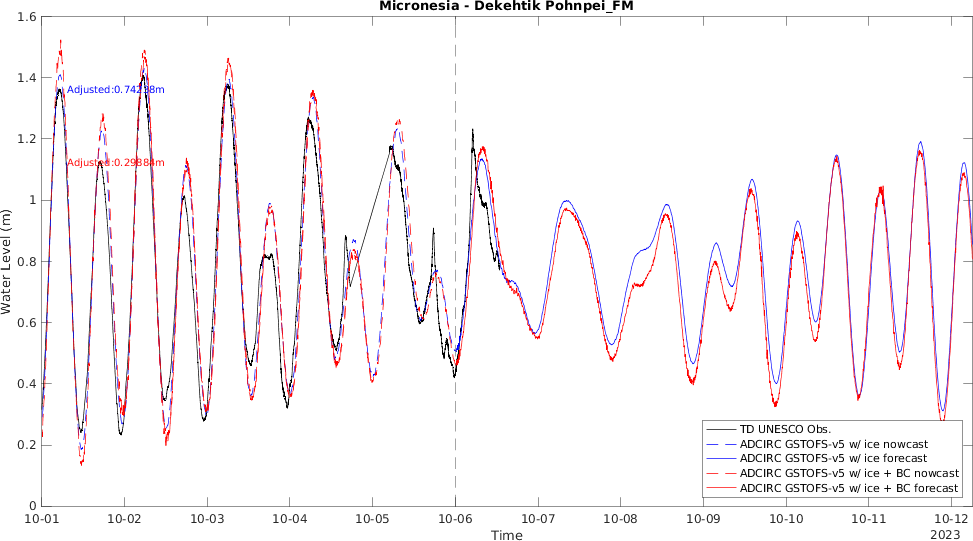 Micronesia - Dekehtik Pohnpei_FM
Water Level (m)
1.6
1.4
1.2
1
0.8
0.6
0.4
0.2
0
Adjusted:0.74238m
Adjusted:0.29384m
TD UNESCO Obs.
ADCIRC GSTOFS-v5 w/ ice nowcast
ADCIRC GSTOFS-v5 w/ ice forecast
ADCIRC GSTOFS-v5 w/ ice + BC nowcast
ADCIRC GSTOFS-v5 w/ ice + BC forecast
10-01 10-02 10-03 10-04 10-05 10-06 10-07 10-08 10-09 10-10 10-11 10-12
Time
2023